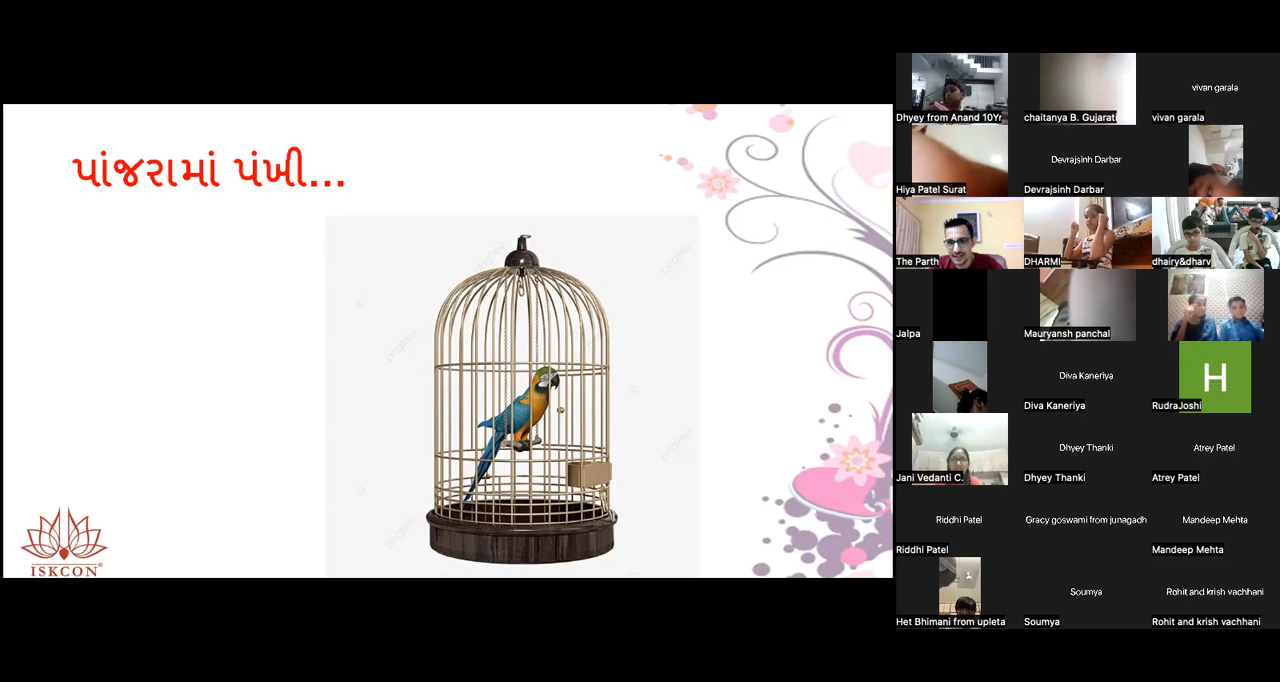 પાંજરામાં પંખી...
ISKCON
Dhyey from Anand 10Yr
chaitanya B. Gujarati
vivan garala
vivan garala
Hiya Patel Surat
Devrajsinh Darbar
Devrajsinh Darbar
The Parth
DHARMI
dhairy&dharv
Jalpa
Mauryansh panchal
Diva Kaneriya
Diva Kaneriya
H
RudraJoshi
Jani Vedanti C.
Dhyey Thanki
Dhyey Thanki
Atrey Patel
Atrey Patel
Riddhi Patel
Riddhi Patel
Gracy goswami from junagadh
Mandeep Mehta
Mandeep Mehta
Het Bhimani from upleta
Soumya
Soumya
Rohit and krish vachhani
Rohit and krish vachhani